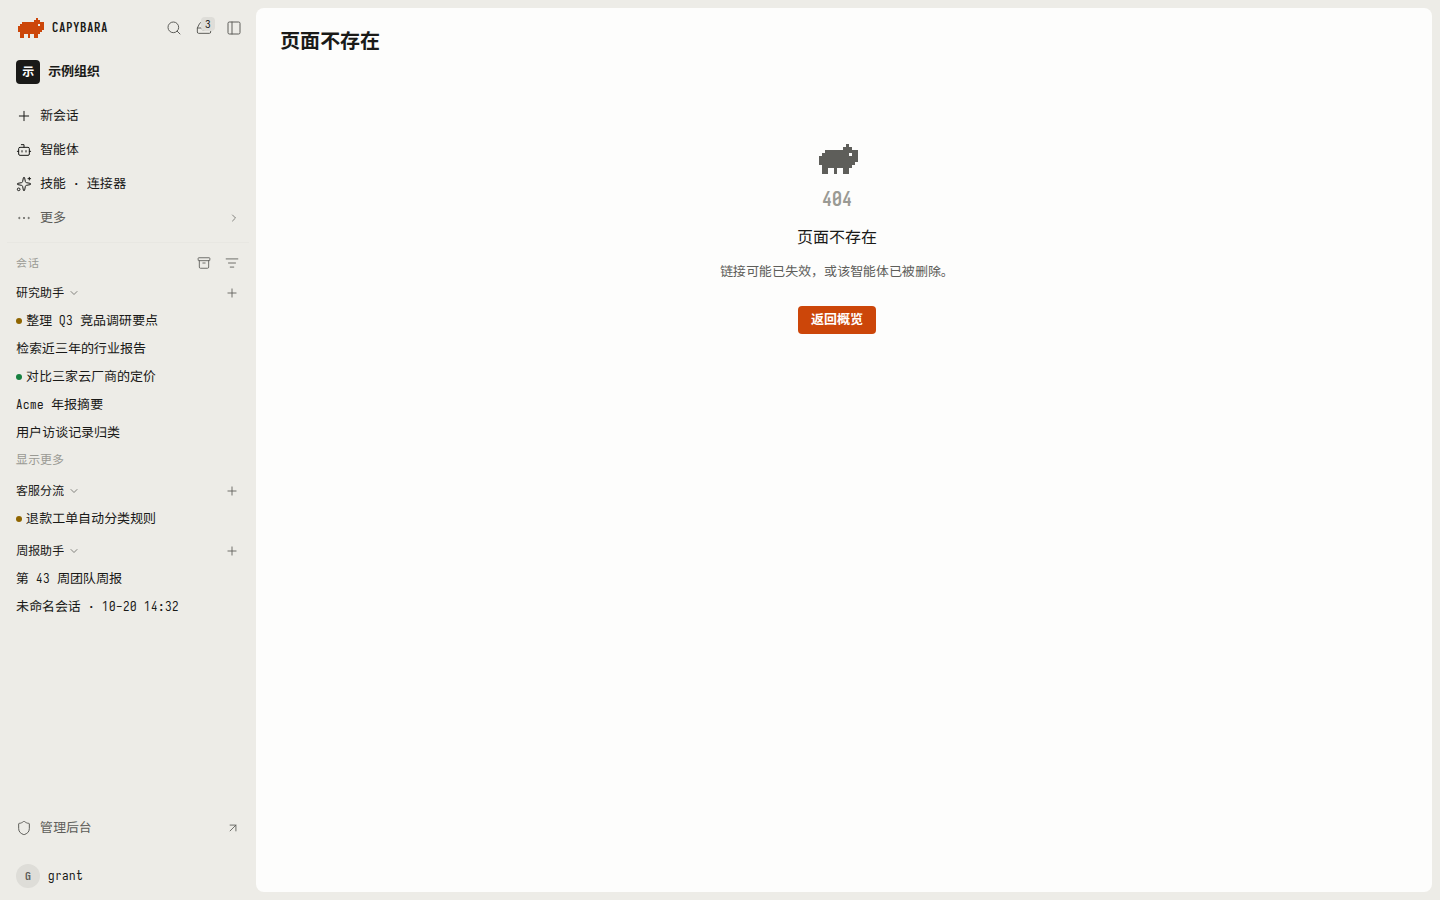 CAPYBARA
3
示 示例组织
新会话
智能体
技能 · 连接器
更多
会话
研究助手
整理 Q3 竞品调研要点
检索近三年的行业报告
对比三家云厂商的定价
Acme 年报摘要
用户访谈记录归类
显示更多
客服分流
退款工单自动分类规则
周报助手
第 43 周团队周报
未命名会话 · 10-20 14:32
管理后台
G grant
页面不存在
404
页面不存在
链接可能已失效，或该智能体已被删除。
返回概览